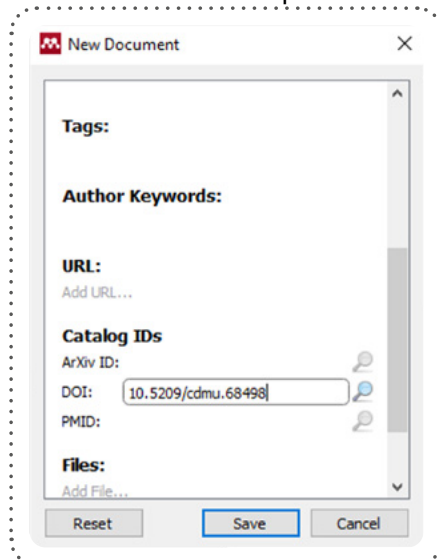 New Document
Tags:
Author Keywords:
URL:
Add URL...
Catalog IDs
ArXiv ID:
DOI: 10.5209/cdmu.68498
PMID:
Files:
Add File...
Reset Save Cancel